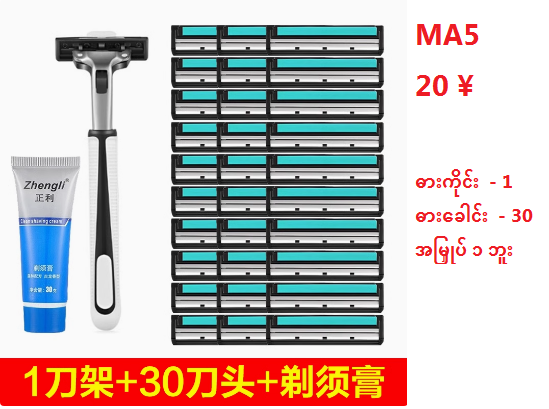 MA5
20 ¥
ဓားကိုင်း - 1
ဓားခေါင်း - 30
အမြှုပ် ၁ ဘူး
Zhengli®
正利
Clean shaving cream
剃须膏
1刀架+30刀头+剃须膏